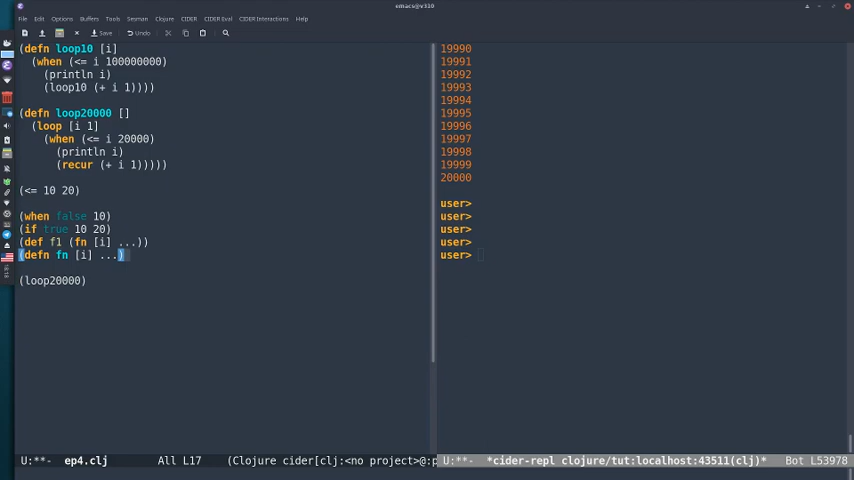 emacs@v330
File Edit Options Buffers Tools Sesman Clojure CIDER CIDER Eval CIDER Interactions Help
Save Undo
(defn loop10 [i]
(when (<= i 100000000)
(println i)
(loop10 (+ i 1))))
(defn loop20000 []
(loop [i 1]
(when (<= i 20000)
(println i)
(recur (+ i 1)))))
(<= 10 20)
(when false 10)
(if true 10 20)
(def f1 (fn [i] ...))
(defn fn [i] ...)
(loop20000)
19990
19991
19992
19993
19994
19995
19996
19997
19998
19999
20000
user>
user>
user>
user>
user>
U:**- ep4.clj All L17 (Clojure cider[clj:<no project>@:p
U:**- *cider-repl clojure/tut:localhost:43511(clj)* Bot L53978